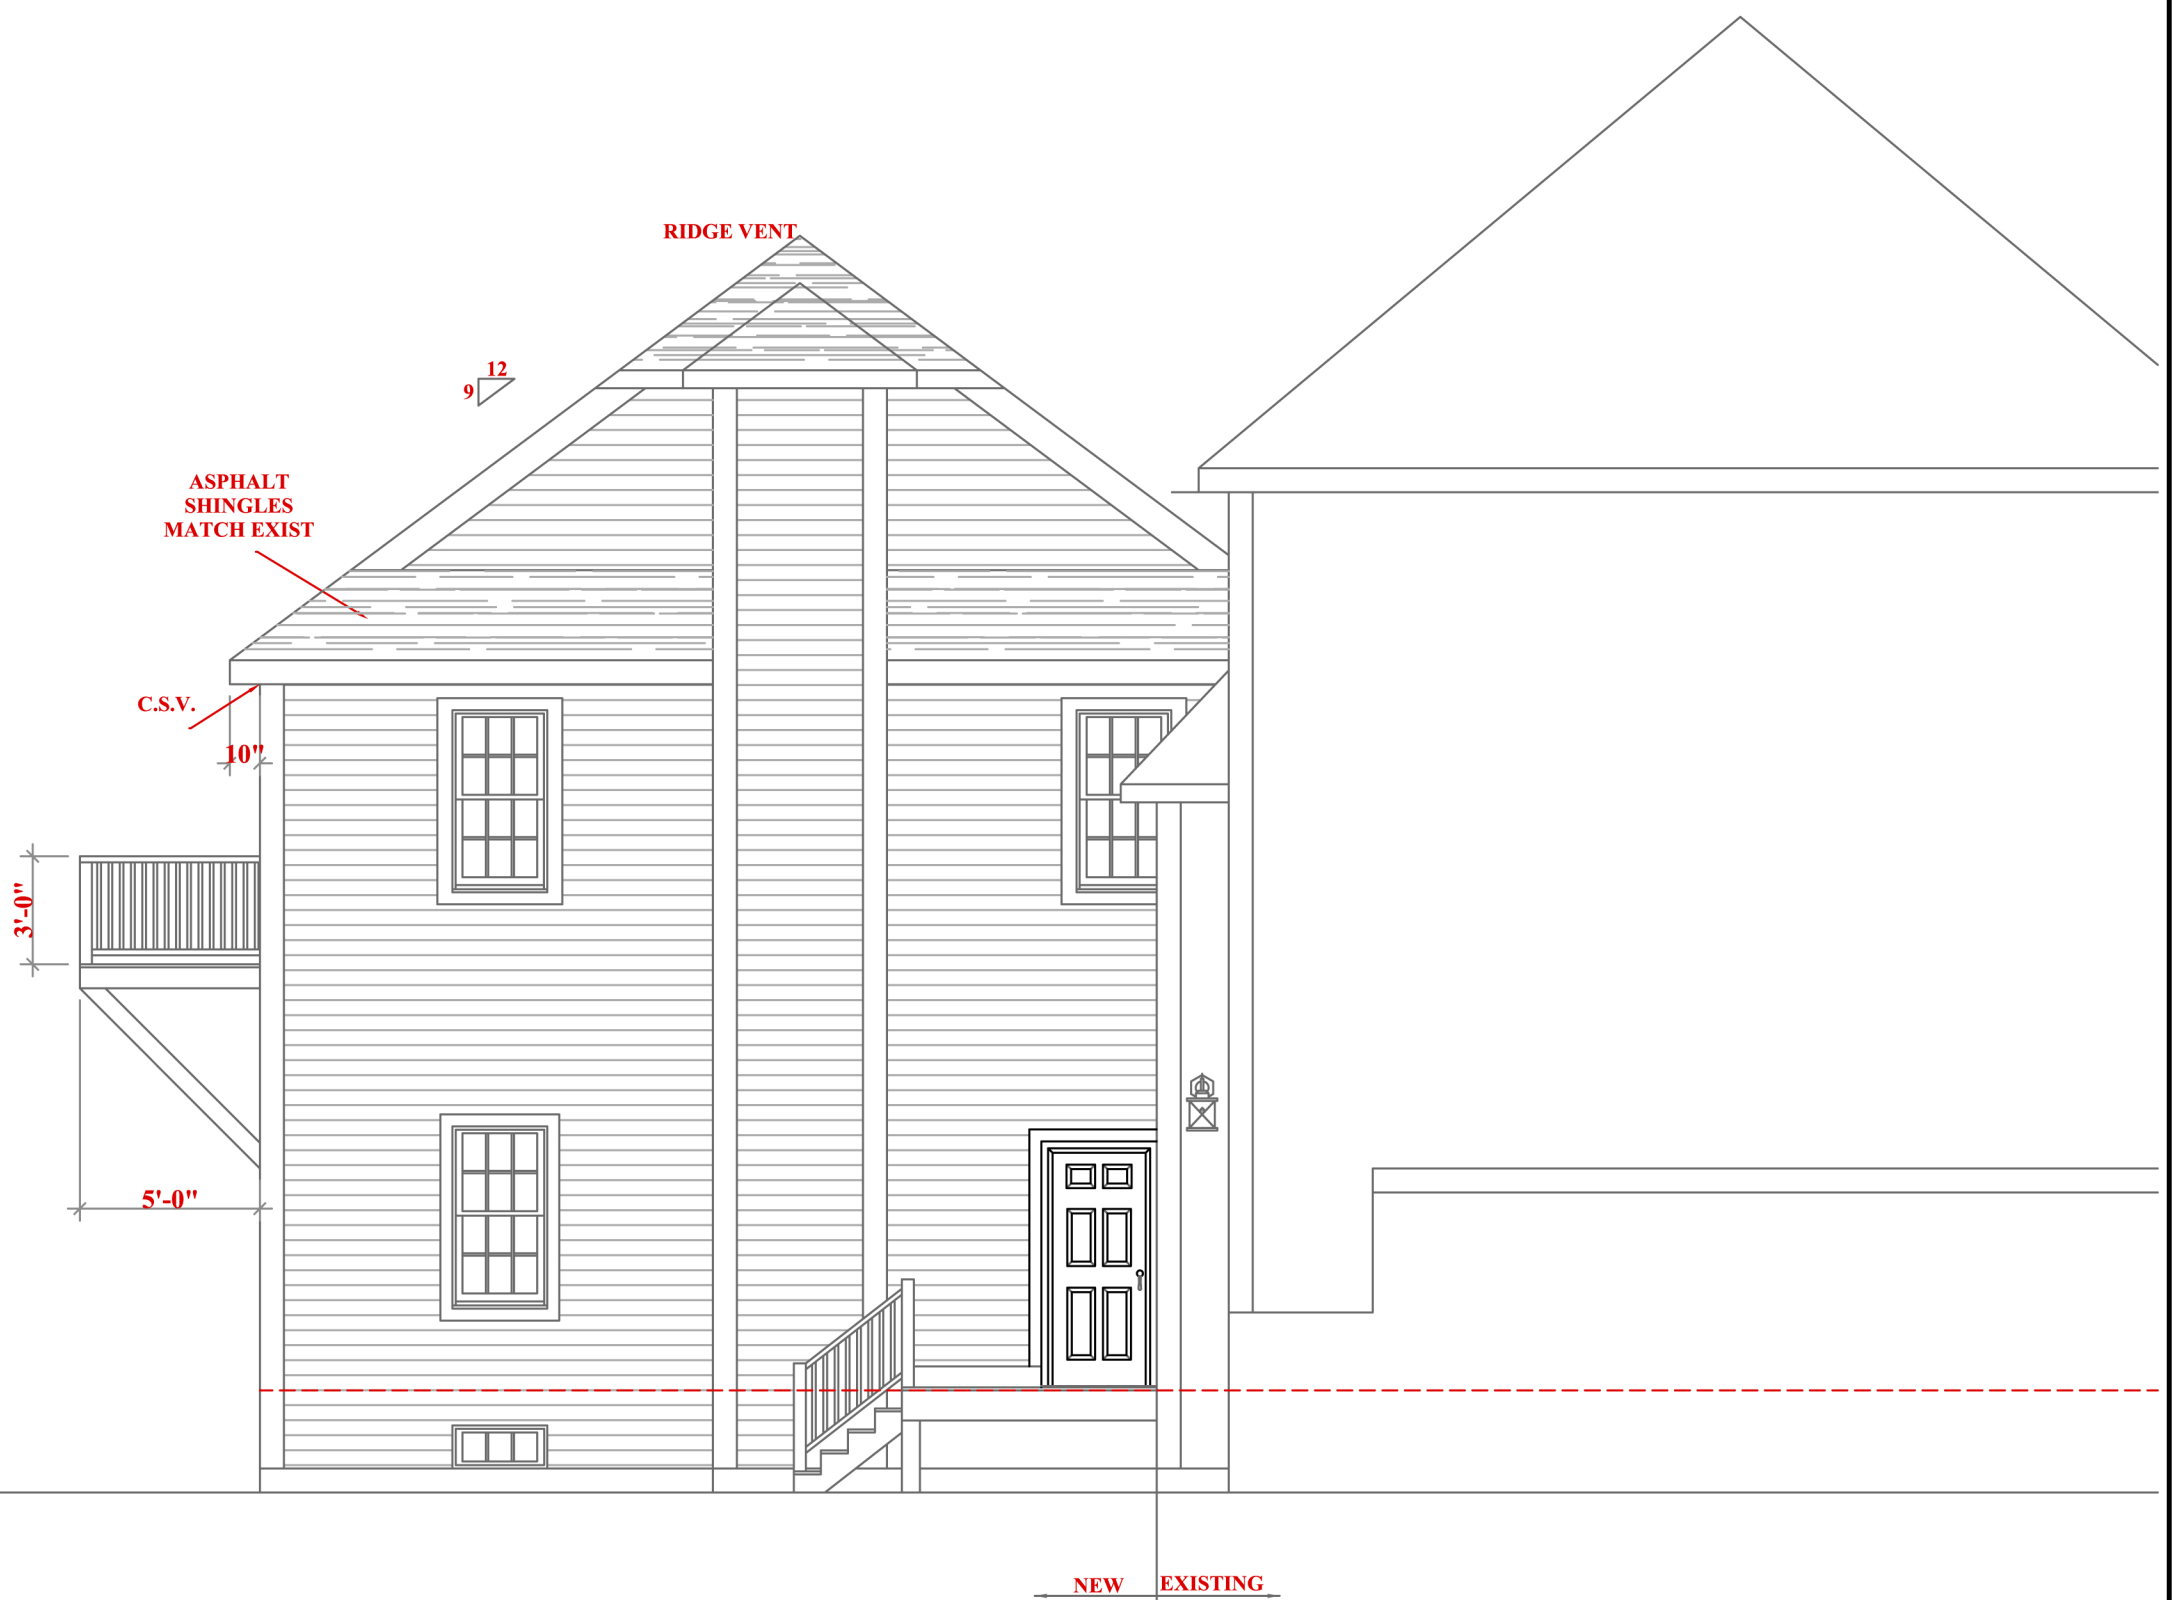 RIDGE VENT
12
9
ASPHALT
SHINGLES
MATCH EXIST
C.S.V.
10"
3'-0"
5'-0"
NEW
EXISTING